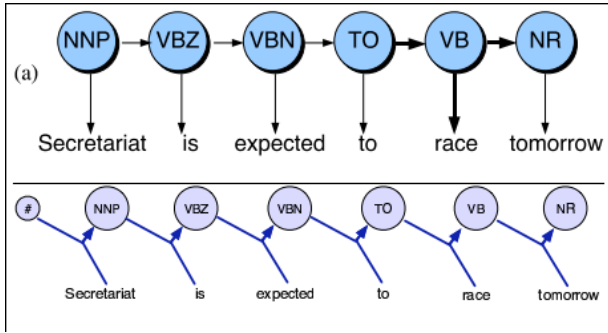 NNP VBZ VBN TO VB NR
(a)
Secretariat is expected to race tomorrow
# NNP VBZ VBN TO VB NR
Secretariat is expected to race tomorrow